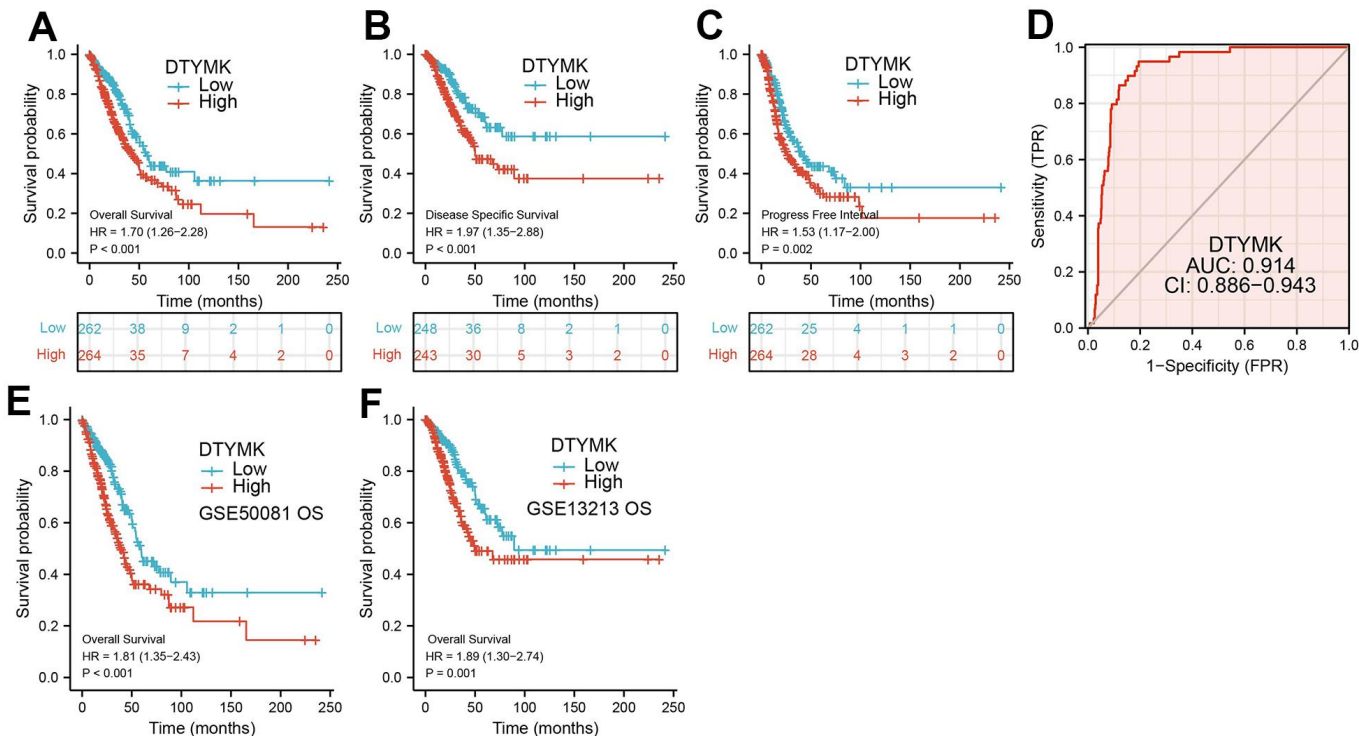 A
1.0
0.8
0.6
0.4
0.2
0.0
Survival probability
DTYMK
Low
High
Overall Survival
HR = 1.70 (1.26−2.28)
P < 0.001
0 50 100 150 200 250
Time (months)
Low 262 38 9 2 1 0
High 264 35 7 4 2 0
B
1.0
0.8
0.6
0.4
0.2
0.0
Survival probability
DTYMK
Low
High
Disease Specific Survival
HR = 1.97 (1.35−2.88)
P < 0.001
0 50 100 150 200 250
Time (months)
Low 248 36 8 2 1 0
High 243 30 5 3 2 0
C
1.0
0.8
0.6
0.4
0.2
0.0
Survival probability
DTYMK
Low
High
Progress Free Interval
HR = 1.53 (1.17−2.00)
P = 0.002
0 50 100 150 200 250
Time (months)
Low 262 25 4 1 1 0
High 264 28 4 3 2 0
D
1.0
0.8
0.6
0.4
0.2
0.0
Sensitivity (TPR)
DTYMK
AUC: 0.914
CI: 0.886−0.943
0.0 0.2 0.4 0.6 0.8 1.0
1−Specificity (FPR)
E
1.0
0.8
0.6
0.4
0.2
0.0
Survival probability
DTYMK
Low
High
GSE50081 OS
Overall Survival
HR = 1.81 (1.35−2.43)
P < 0.001
0 50 100 150 200 250
Time (months)
F
1.0
0.8
0.6
0.4
0.2
0.0
Survival probability
DTYMK
Low
High
GSE13213 OS
Overall Survival
HR = 1.89 (1.30−2.74)
P = 0.001
0 50 100 150 200 250
Time (months)